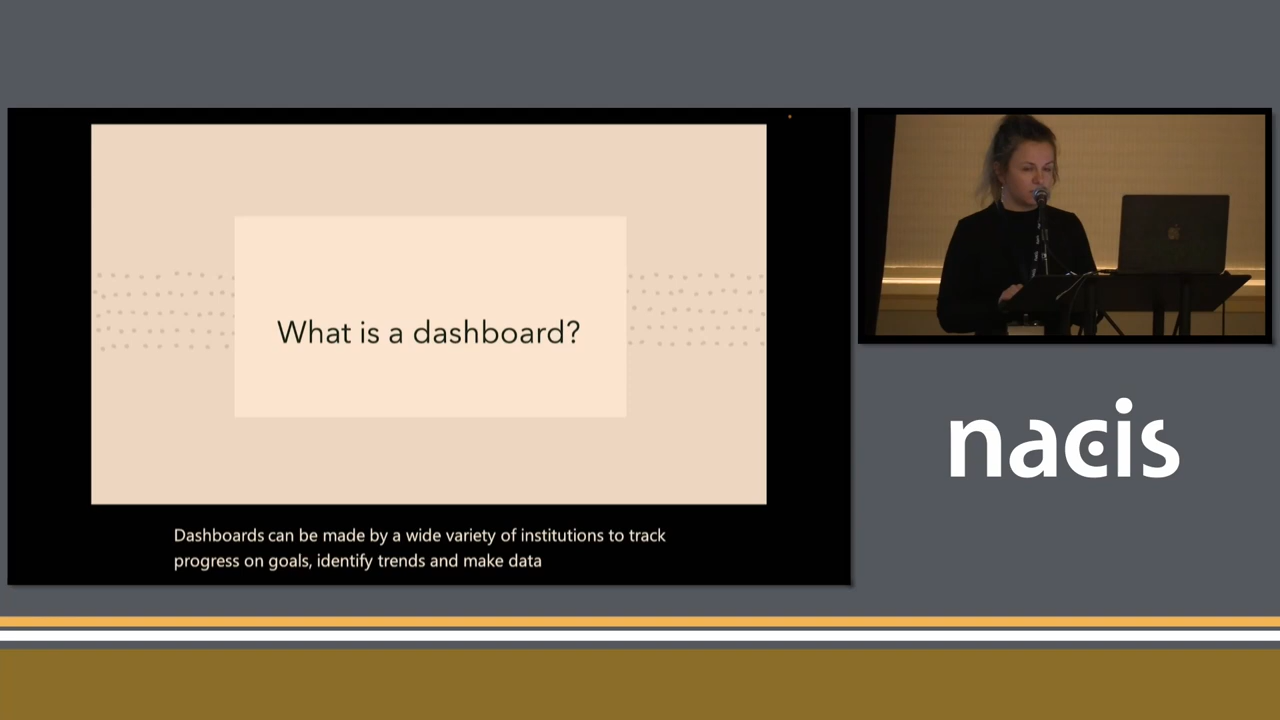 What is a dashboard?
Dashboards can be made by a wide variety of institutions to track
progress on goals, identify trends and make data
nacis